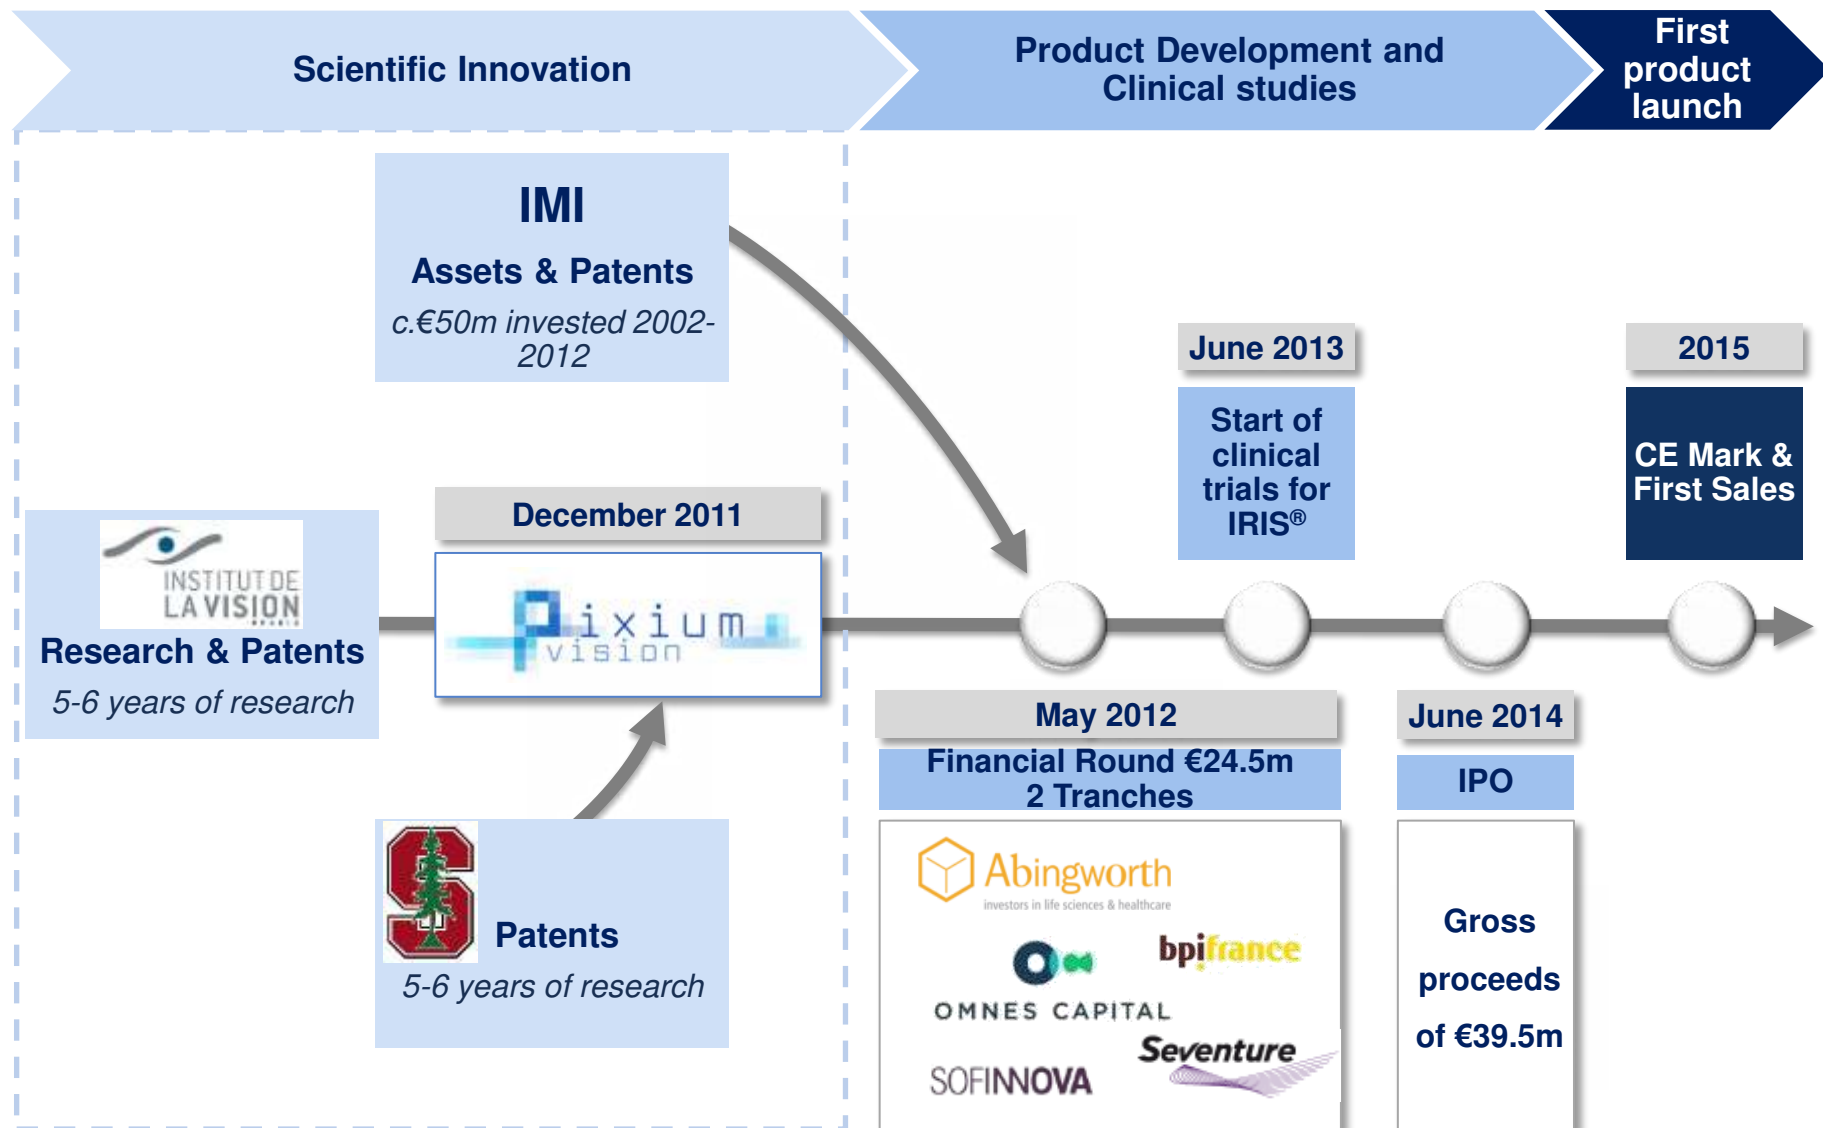 Scientific Innovation
Product Development and
Clinical studies
First
product
launch
IMI
Assets & Patents
c.€50m invested 2002-
2012
June 2013
Start of
clinical
trials for
IRIS®
2015
CE Mark &
First Sales
December 2011
pixium
vision
INSTITUT DE
LA VISION
Research & Patents
5-6 years of research
Patents
5-6 years of research
May 2012
Financial Round €24.5m
2 Tranches
Abingworth
investors in life sciences & healthcare
bpifrance
OMNES CAPITAL
Seventure
SOFINNOVA
June 2014
IPO
Gross
proceeds
of €39.5m